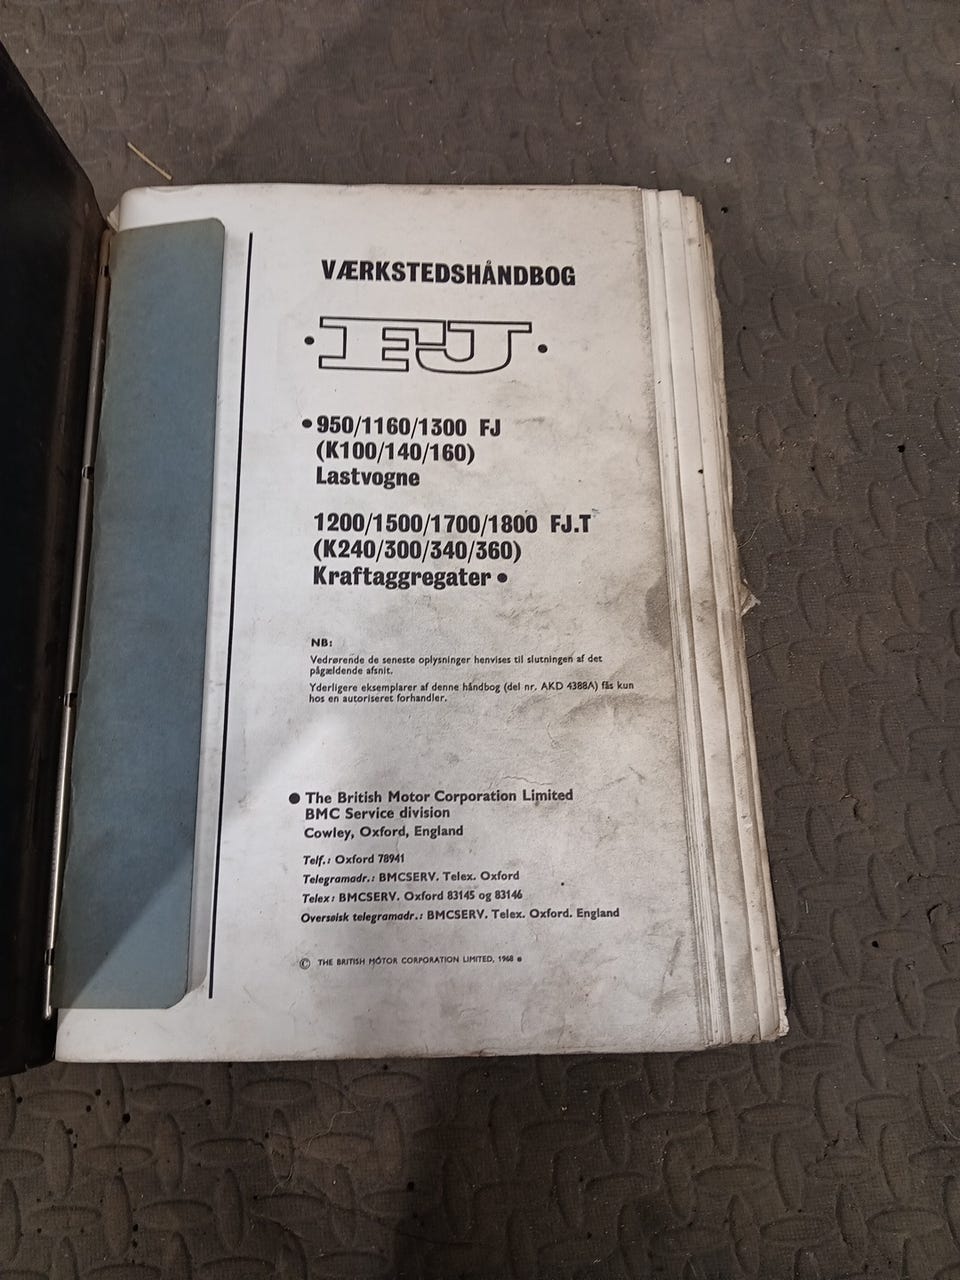 VÆRKSTEDSHÅNDBOG
• FJ •
• 950/1160/1300 FJ
(K100/140/160)
Lastvogne
1200/1500/1700/1800 FJ.T
(K240/300/340/360)
Kraftaggregater •
NB:
Vedrørende de seneste oplysninger henvises til slutningen af det
pågældende afsnit.
Yderligere eksemplarer af denne håndbog (del nr. AKD 4388A) fås kun
hos en autoriseret forhandler.
• The British Motor Corporation Limited
BMC Service division
Cowley, Oxford, England
Telf.: Oxford 78941
Telegramadr.: BMCSERV. Telex. Oxford
Telex: BMCSERV. Oxford 83145 og 83146
Oversøisk telegramadr.: BMCSERV. Telex. Oxford. England
© THE BRITISH MOTOR CORPORATION LIMITED, 1968 •